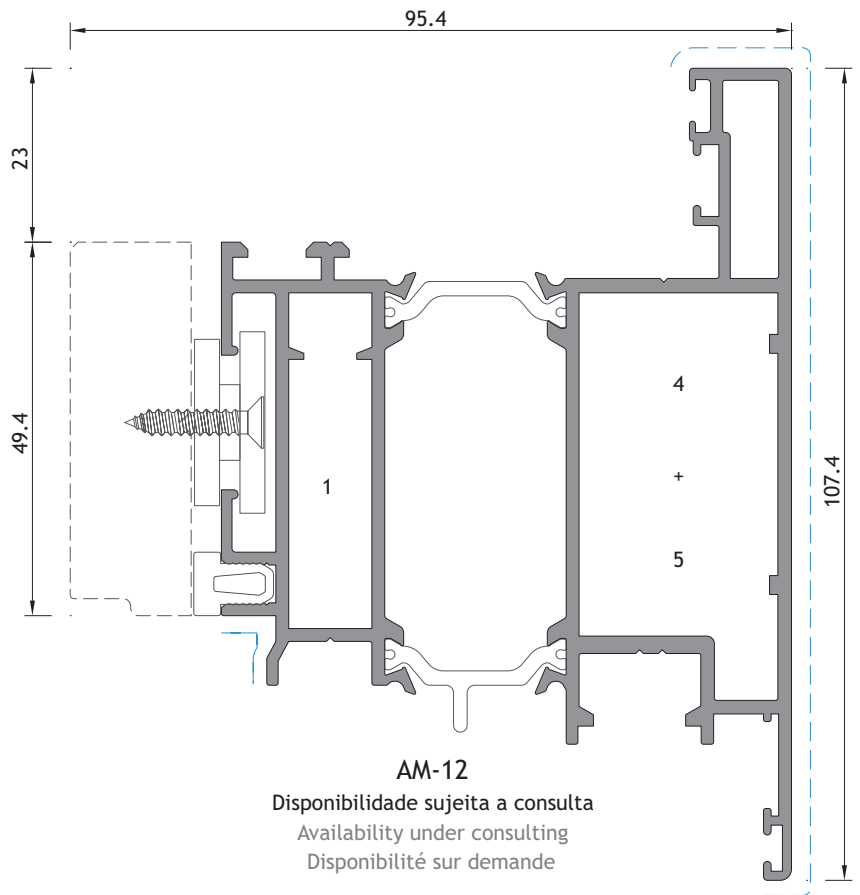 95.4
23
49.4
107.4
4
+
5
1
AM-12
Disponibilidade sujeita a consulta
Availability under consulting
Disponibilité sur demande